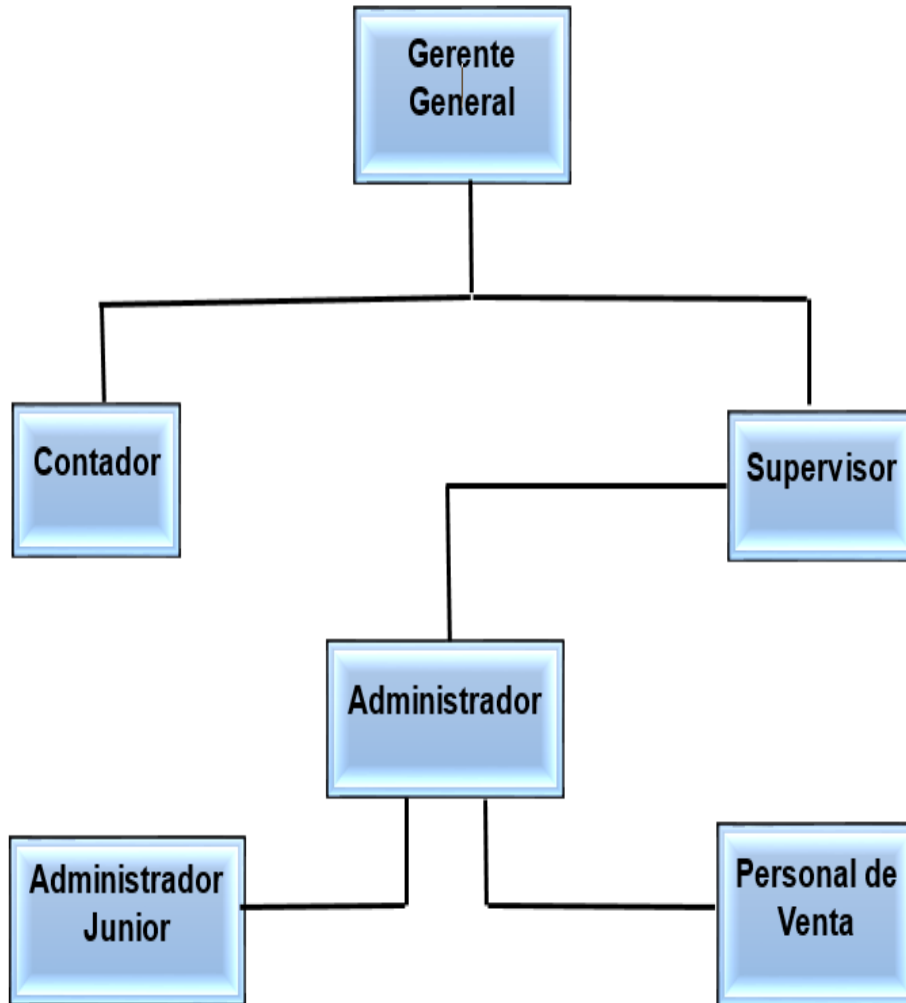 Gerente
General
Contador
Supervisor
Administrador
Administrador
Junior
Personal de
Venta